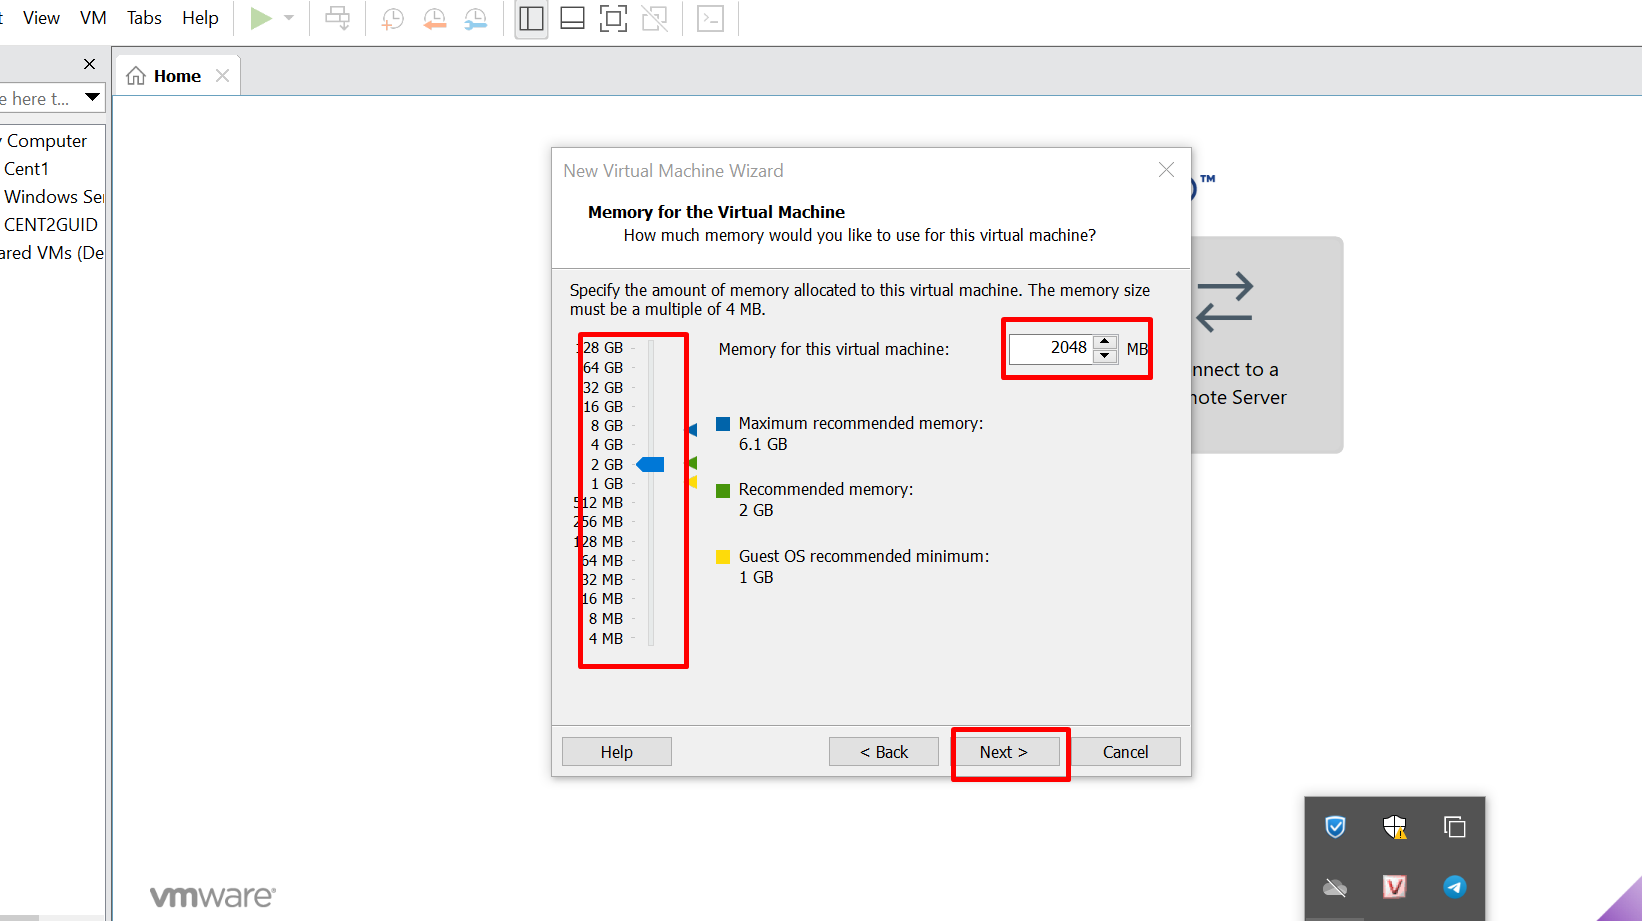 View VM Tabs Help
Home
here t...
Computer
Cent1
Windows Ser
CENT2GUID
ared VMs (De
New Virtual Machine Wizard
Memory for the Virtual Machine
How much memory would you like to use for this virtual machine?
Specify the amount of memory allocated to this virtual machine. The memory size
must be a multiple of 4 MB.
128 GB
64 GB
32 GB
16 GB
8 GB
4 GB
2 GB
1 GB
512 MB
256 MB
128 MB
64 MB
32 MB
16 MB
8 MB
4 MB
Memory for this virtual machine: 2048 MB
Maximum recommended memory:
6.1 GB
Recommended memory:
2 GB
Guest OS recommended minimum:
1 GB
Help < Back Next > Cancel
TM
nnect to a
note Server
vmware